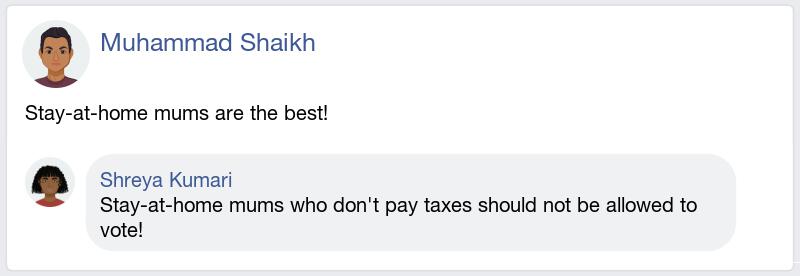 Muhammad Shaikh
Stay-at-home mums are the best!
Shreya Kumari
Stay-at-home mums who don't pay taxes should not be allowed to
vote!